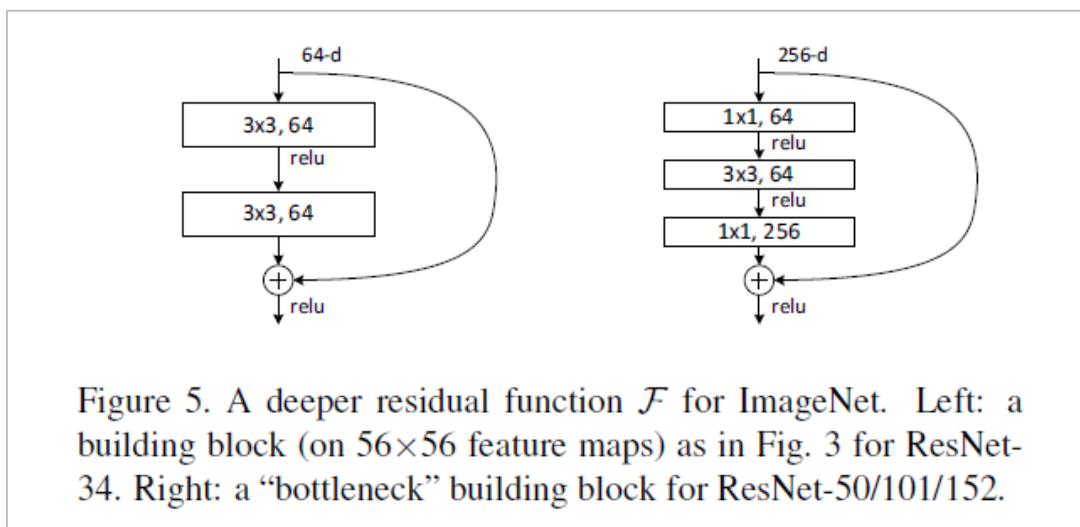 64-d
3x3, 64
relu
3x3, 64
relu
256-d
1x1, 64
relu
3x3, 64
relu
1x1, 256
relu
Figure 5. A deeper residual function F for ImageNet. Left: a
building block (on 56×56 feature maps) as in Fig. 3 for ResNet-
34. Right: a “bottleneck” building block for ResNet-50/101/152.